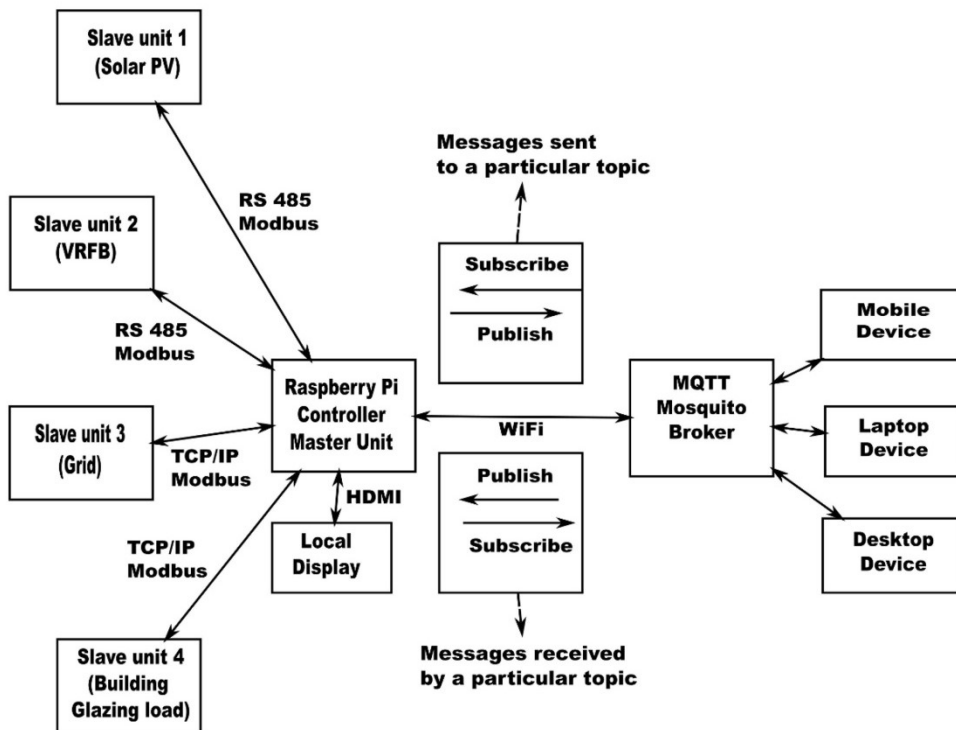 Slave unit 1
(Solar PV)
Messages sent
to a particular topic
RS 485
Modbus
Slave unit 2
(VRFB)
Subscribe
Publish
Mobile
Device
RS 485
Modbus
Raspberry Pi
Controller
Master Unit
MQTT
Mosquito
Broker
WiFi
Laptop
Device
Slave unit 3
(Grid)
TCP/IP
Modbus
HDMI
Publish
Subscribe
TCP/IP
Modbus
Local
Display
Desktop
Device
Slave unit 4
(Building
Glazing load)
Messages received
by a particular topic